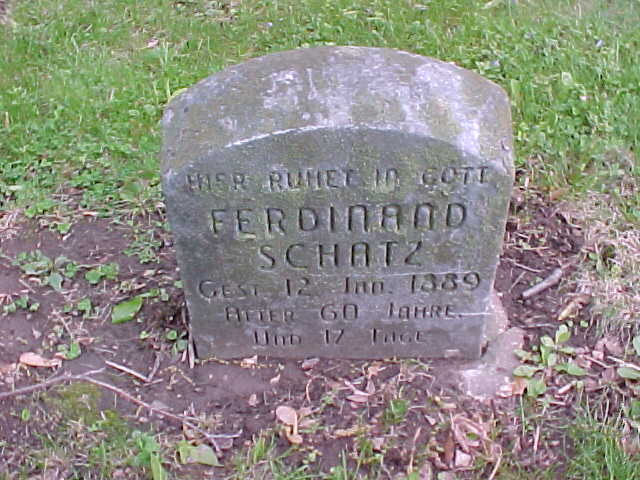 HIER RUHET IN GOTT
FERDINAND
SCHATZ
GEST. 12 JAN. 1889
ALTER 60 JAHRE.
UND 17 TAGE